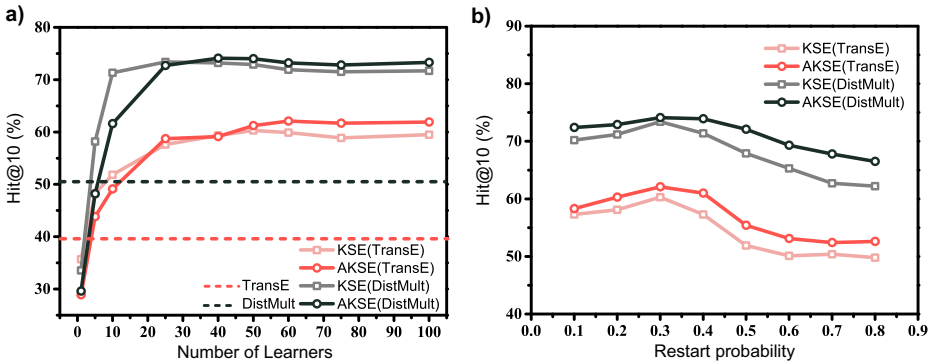 a)
80
70
60
50
40
30
Hit@10 (%)
0 10 20 30 40 50 60 70 80 90 100
Number of Learners
TransE
DistMult
KSE(TransE)
AKSE(TransE)
KSE(DistMult)
AKSE(DistMult)
b)
90
80
70
60
50
40
Hit@10 (%)
0.0 0.1 0.2 0.3 0.4 0.5 0.6 0.7 0.8 0.9
Restart probability
KSE(TransE)
AKSE(TransE)
KSE(DistMult)
AKSE(DistMult)